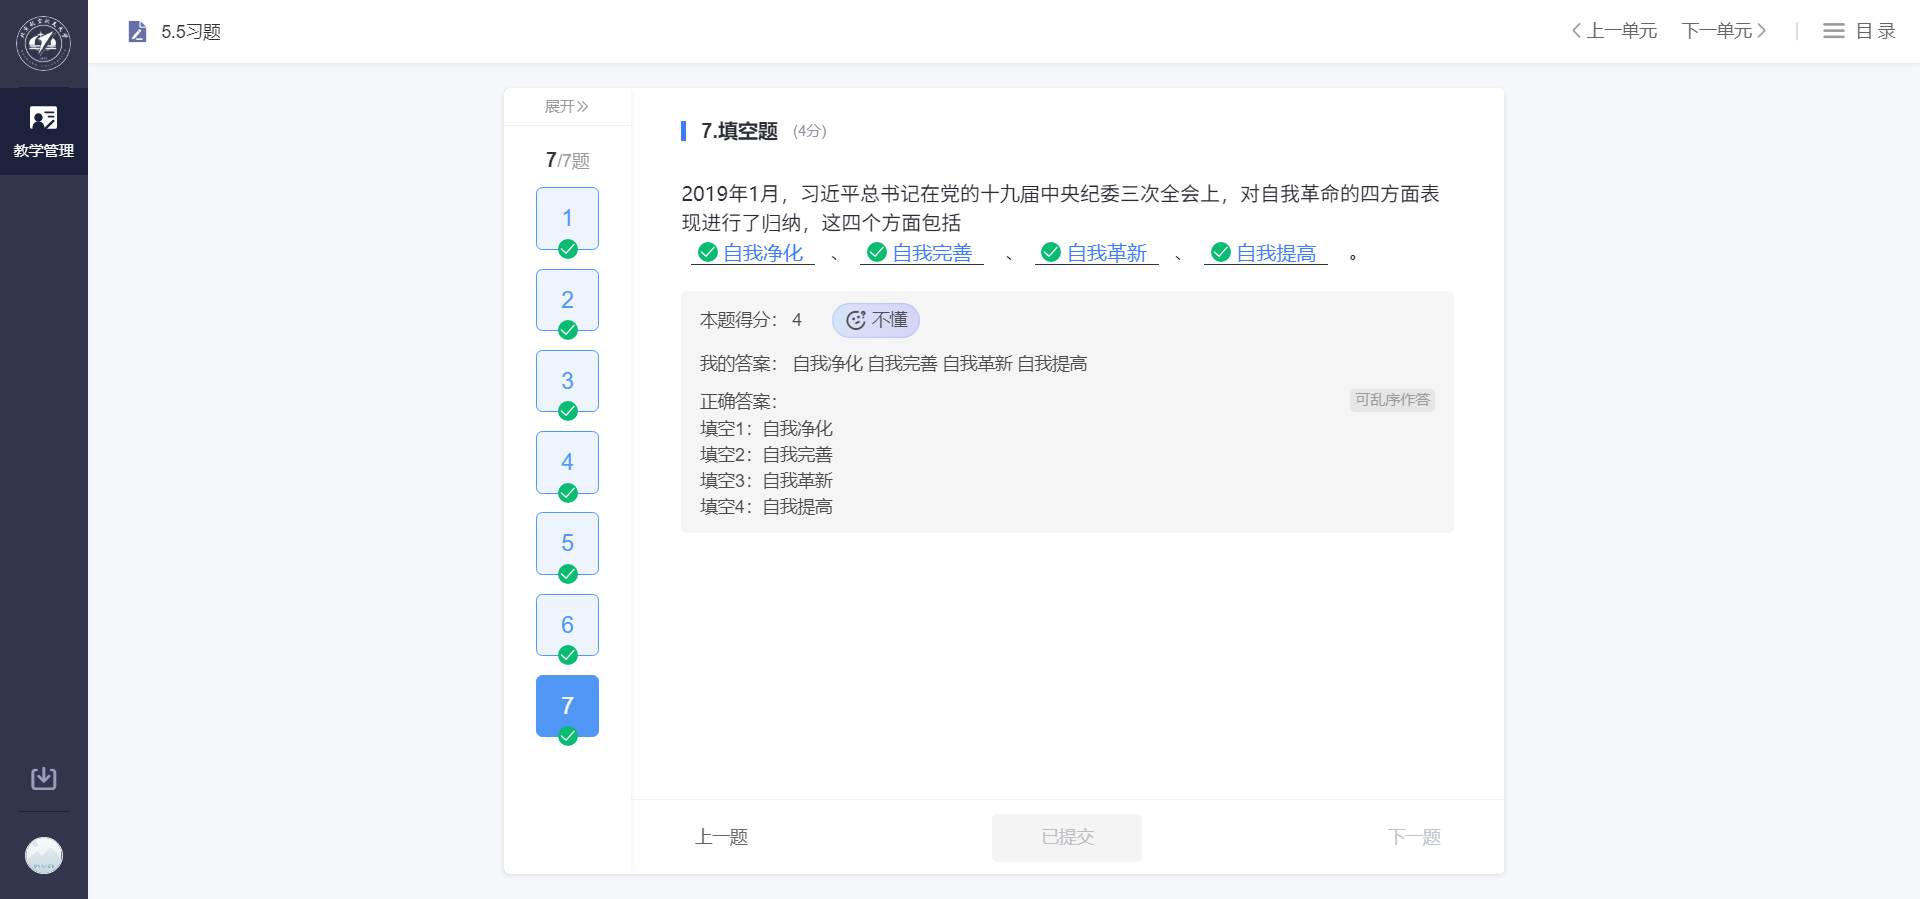 5.5习题
上一单元
下一单元
目录
教学管理
展开
7/7题
1
2
3
4
5
6
7
7.填空题 (4分)
2019年1月，习近平总书记在党的十九届中央纪委三次全会上，对自我革命的四方面表
现进行了归纳，这四个方面包括
自我净化 、 自我完善 、 自我革新 、 自我提高 。
本题得分： 4 不懂
我的答案： 自我净化 自我完善 自我革新 自我提高
正确答案：
可乱序作答
填空1：自我净化
填空2：自我完善
填空3：自我革新
填空4：自我提高
上一题
已提交
下一题